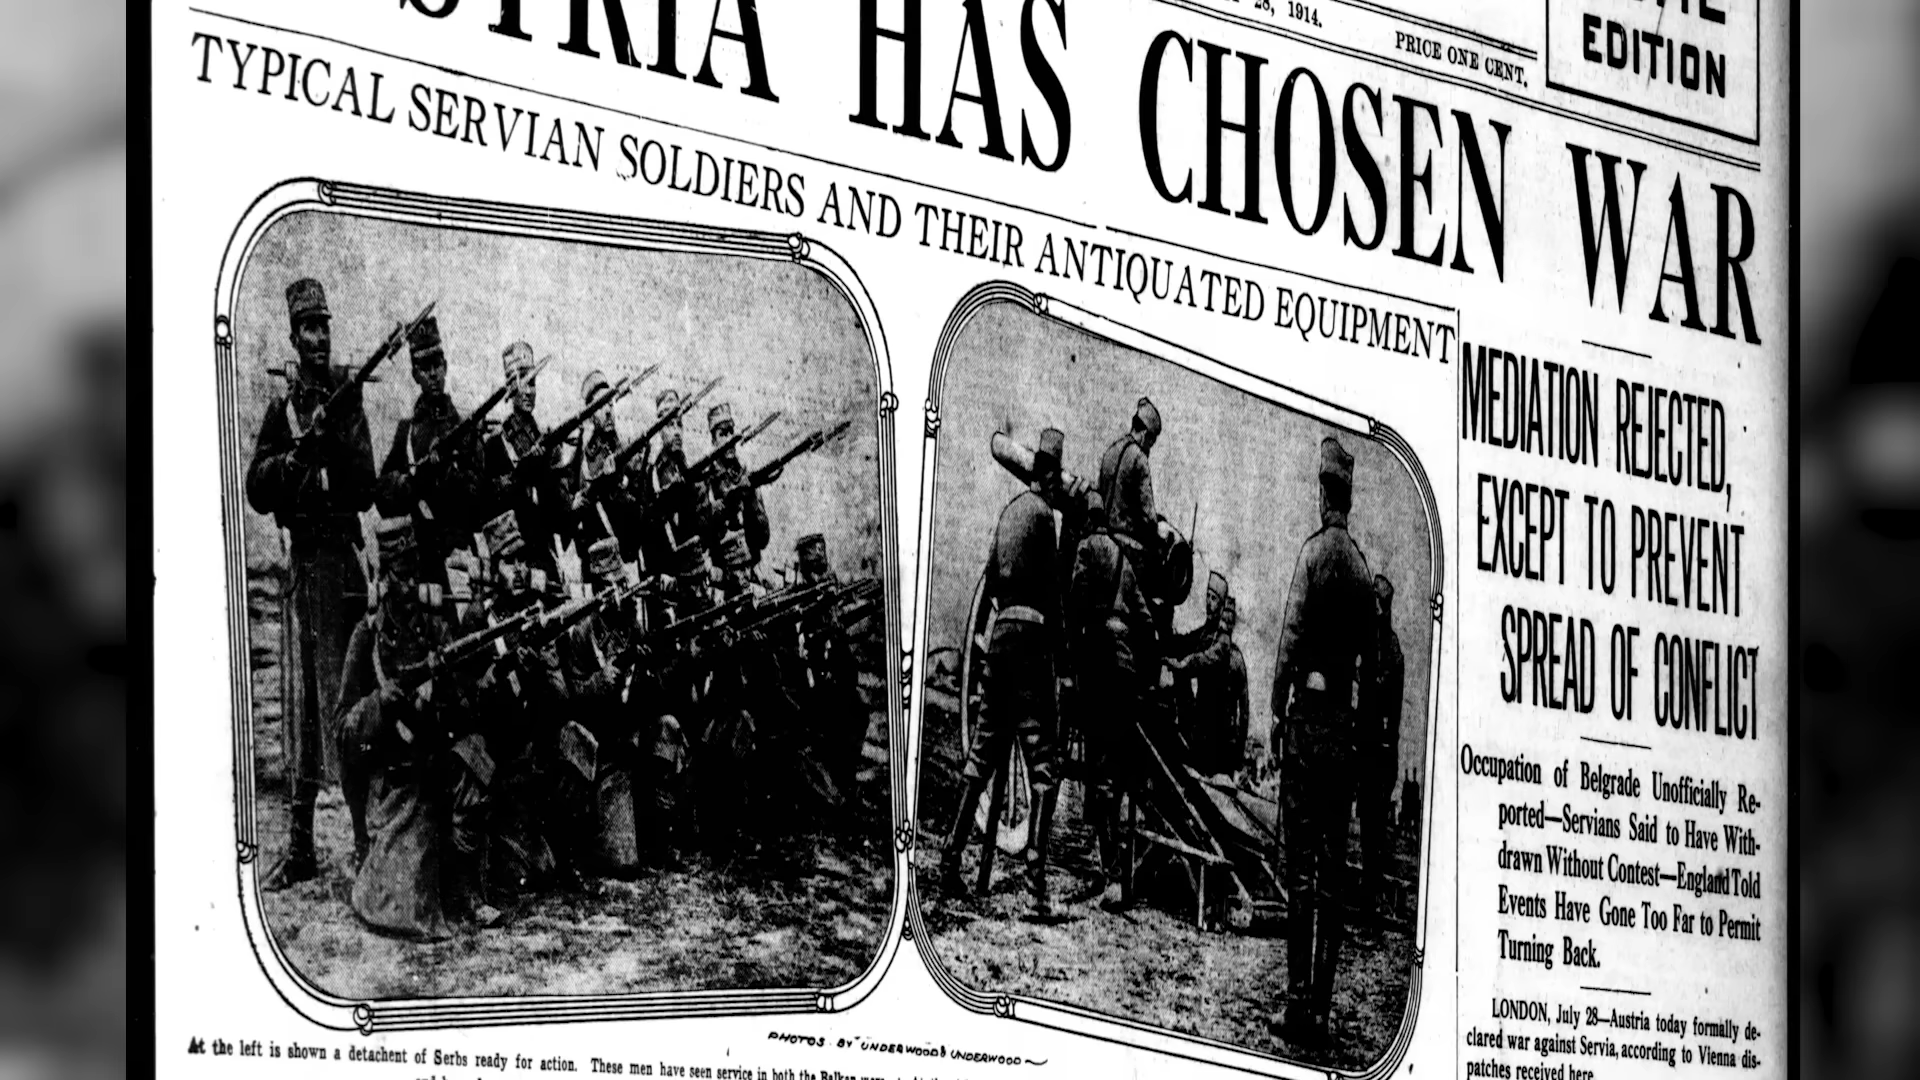 28, 1914.
PRICE ONE CENT.
EDITION
HAS CHOSEN WAR
TYPICAL SERVIAN SOLDIERS AND THEIR ANTIQUATED EQUIPMENT
MEDIATION REJECTED,
EXCEPT TO PREVENT
SPREAD OF CONFLICT
Occupation of Belgrade Unofficially Re-
ported—Servians Said to Have With-
drawn Without Contest—England Told
Events Have Gone Too Far to Permit
Turning Back.
LONDON, July 28—Austria today formally de-
clared war against Servia, according to Vienna dis-
patches received here.
PHOTOS BY UNDERWOOD & UNDERWOOD
At the left is shown a detachent of Serbs ready for action. These men have seen service in both the Balkan